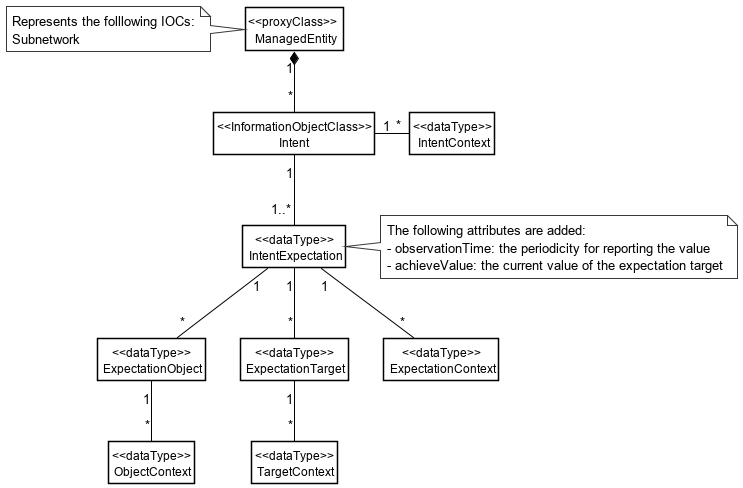 Represents the folllowing IOCs:
Subnetwork
<<proxyClass>>
ManagedEntity
1
*
<<InformationObjectClass>>
Intent
1 *
<<dataType>>
IntentContext
1
1..*
<<dataType>>
IntentExpectation
The following attributes are added:
- observationTime: the periodicity for reporting the value
- achieveValue: the current value of the expectation target
1 1 1
* * *
<<dataType>>
ExpectationObject
<<dataType>>
ExpectationTarget
<<dataType>>
ExpectationContext
1 1
* *
<<dataType>>
ObjectContext
<<dataType>>
TargetContext